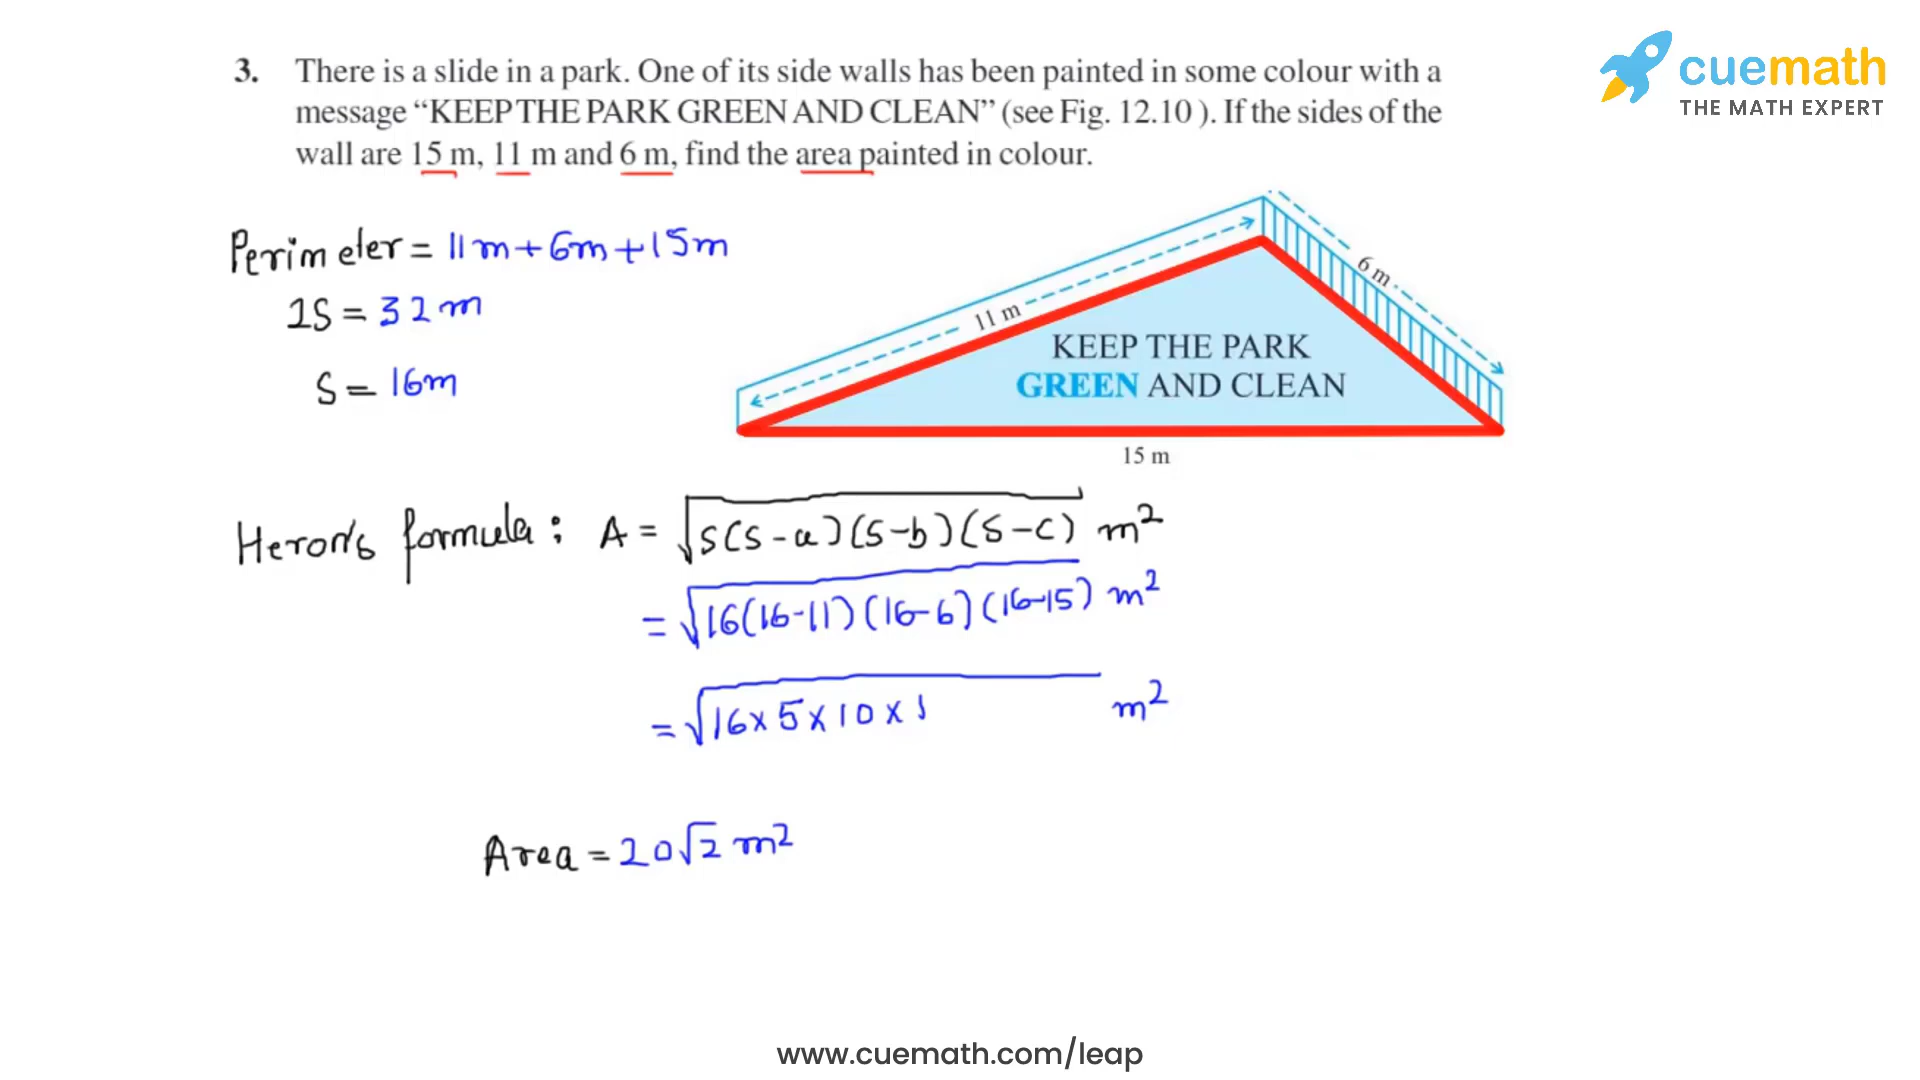 3. There is a slide in a park. One of its side walls has been painted in some colour with a
message “KEEP THE PARK GREEN AND CLEAN” (see Fig. 12.10 ). If the sides of the
wall are 15 m, 11 m and 6 m, find the area painted in colour.
cuemath
THE MATH EXPERT
Perimeter = 11m + 6m + 15m
2S = 32m
S = 16m
11 m
6 m
KEEP THE PARK
GREEN AND CLEAN
15 m
Heron's formula : A = √S(S-a)(S-b)(S-c) m²
= √16(16-11)(16-6)(16-15) m²
= √16 × 5 × 10 × 1 m²
Area = 20√2 m²
www.cuemath.com/leap